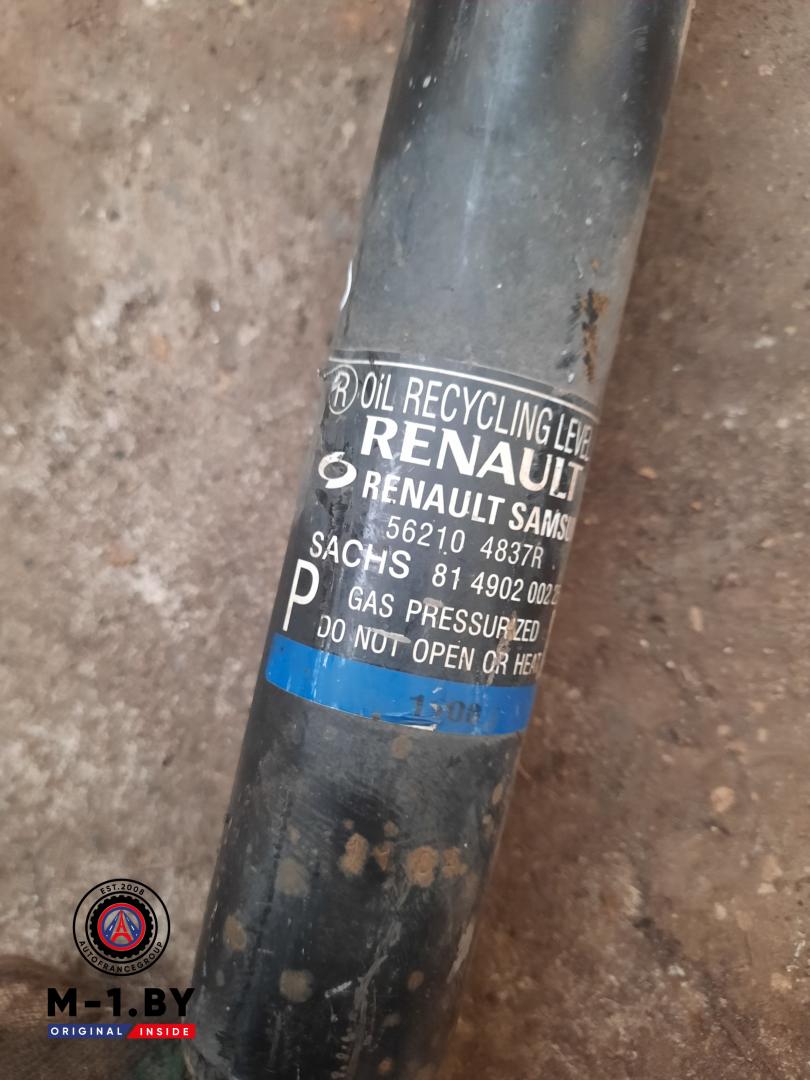 R OiL RECYCLING LEVEL
RENAULT
RENAULT SAMSU
56210 4837R
SACHS 81 4902 002
P GAS PRESSURIZED
DO NOT OPEN OR HEAT
EST.2008
AUTOFRANCEGROUP
M-1.BY
ORIGINAL INSIDE